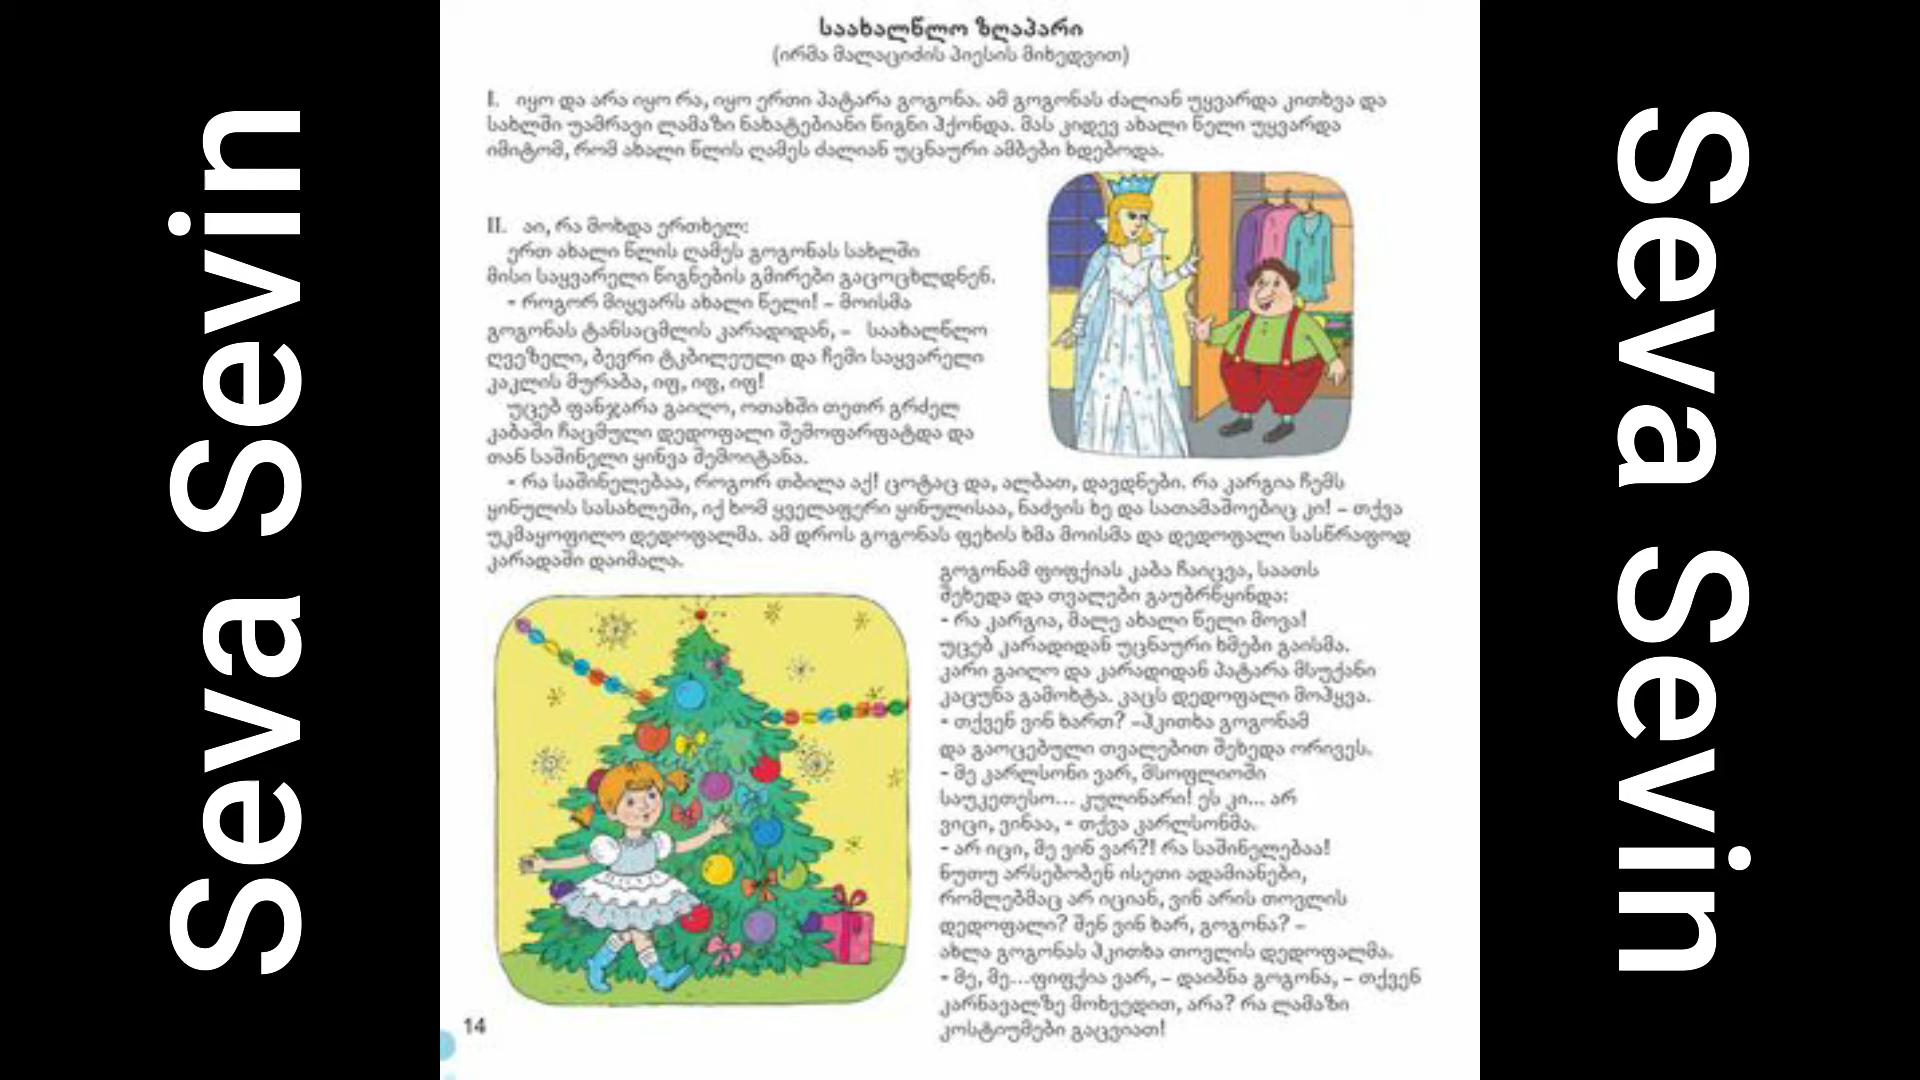 Seva Sevin
საახალწლო ზღაპარი
(ირმა მალაციძის პიესის მიხედვით)
I. იყო და არა იყო რა, იყო ერთი პატარა გოგონა. ამ გოგონას ძალიან უყვარდა კითხვა და
სახლში უამრავი ლამაზი ნახატებიანი წიგნი ჰქონდა. მას კიდევ ახალი წელი უყვარდა
იმიტომ, რომ ახალი წლის ღამეს ძალიან უცნაური ამბები ხდებოდა.
II. აი, რა მოხდა ერთხელ:
ერთ ახალი წლის ღამეს გოგონას სახლში
მისი საყვარელი წიგნების გმირები გაცოცხლდნენ.
- როგორ მიყვარს ახალი წელი! – მოისმა
გოგონას ტანსაცმლის კარადიდან, – საახალწლო
ღვეზელი, ბევრი ტკბილეული და ჩემი საყვარელი
კაკლის მურაბა, იფ, იფ, იფ!
უცებ ფანჯარა გაიღო, ოთახში თეთრ გრძელ
კაბაში ჩაცმული დედოფალი შემოფარფატდა და
თან საშინელი ყინვა შემოიტანა.
- რა საშინელებაა, როგორ თბილა აქ! ცოტაც და, ალბათ, დავდნები. რა კარგია ჩემს
ყინულის სასახლეში, იქ ხომ ყველაფერი ყინულისაა, ნაძვის ხე და სათამაშოებიც კი! – თქვა
უკმაყოფილო დედოფალმა. ამ დროს გოგონას ფეხის ხმა მოისმა და დედოფალი სასწრაფოდ
კარადაში დაიმალა.
გოგონამ ფიფქიას კაბა ჩაიცვა, საათს
შეხედა და თვალები გაუბრწყინდა:
- რა კარგია, მალე ახალი წელი მოვა!
უცებ კარადიდან უცნაური ხმები გაისმა.
კარი გაიღო და კარადიდან პატარა მსუქანი
კაცუნა გამოხტა. კაცს დედოფალი მოჰყვა.
- თქვენ ვინ ხართ? –ჰკითხა გოგონამ
და გაოცებული თვალებით შეხედა ორივეს.
- მე კარლსონი ვარ, მსოფლიოში
საუკეთესო... კულინარი! ეს კი... არ
ვიცი, ვინაა, - თქვა კარლსონმა.
- არ იცი, მე ვინ ვარ?! რა საშინელებაა!
ნუთუ არსებობენ ისეთი ადამიანები,
რომლებმაც არ იციან, ვინ არის თოვლის
დედოფალი? შენ ვინ ხარ, გოგონა? –
ახლა გოგონას ჰკითხა თოვლის დედოფალმა.
- მე, მე...ფიფქია ვარ, – დაიბნა გოგონა, – თქვენ
კარნავალზე მოხვედით, არა? რა ლამაზი
კოსტიუმები გაცვიათ!
14
Seva Sevin